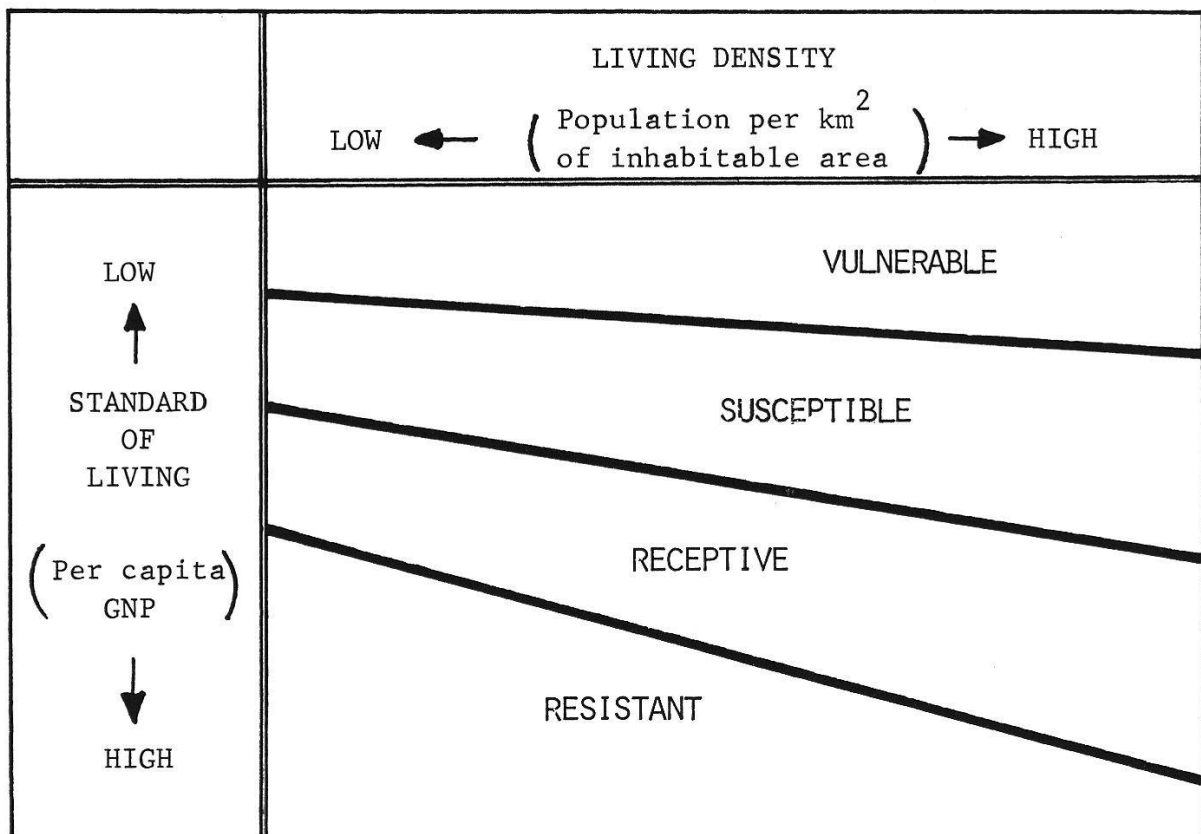 LIVING DENSITY
LOW ( Population per km² of inhabitable area ) HIGH
LOW
STANDARD
OF
LIVING
( Per capita
GNP )
HIGH
VULNERABLE
SUSCEPTIBLE
RECEPTIVE
RESISTANT